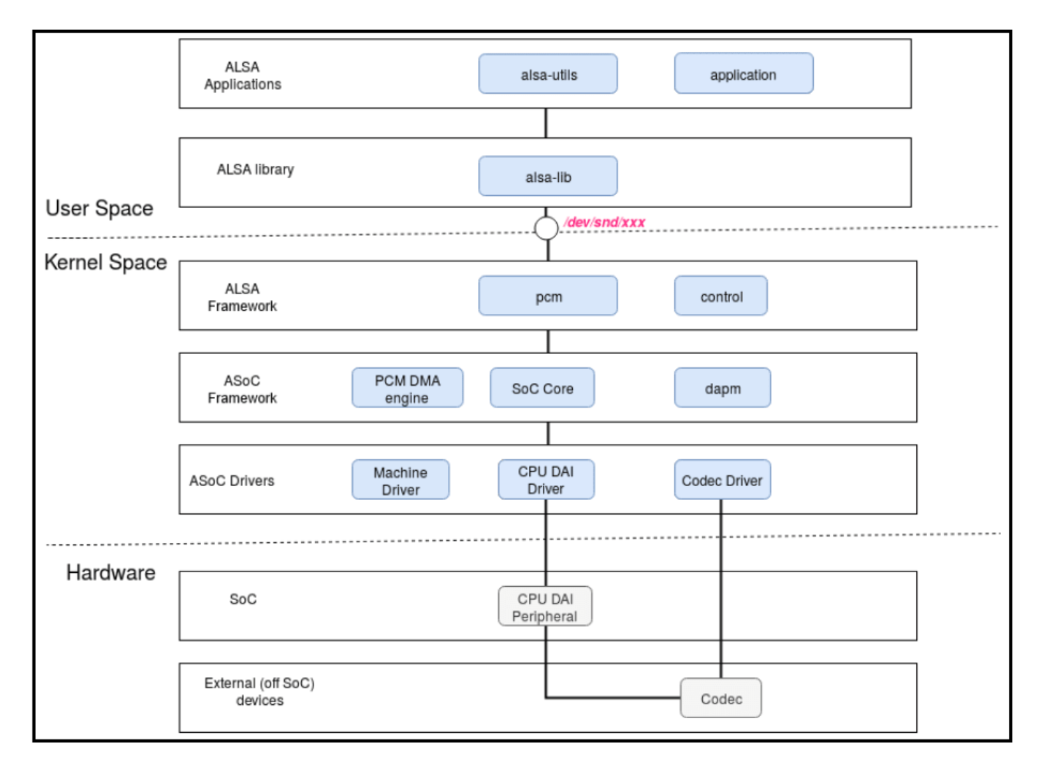 ALSA
Applications
alsa-utils
application
ALSA library
alsa-lib
User Space
/dev/snd/xxx
Kernel Space
ALSA
Framework
pcm
control
ASoC
Framework
PCM DMA
engine
SoC Core
dapm
ASoC Drivers
Machine
Driver
CPU DAI
Driver
Codec Driver
Hardware
SoC
CPU DAI
Peripheral
External (off SoC)
devices
Codec